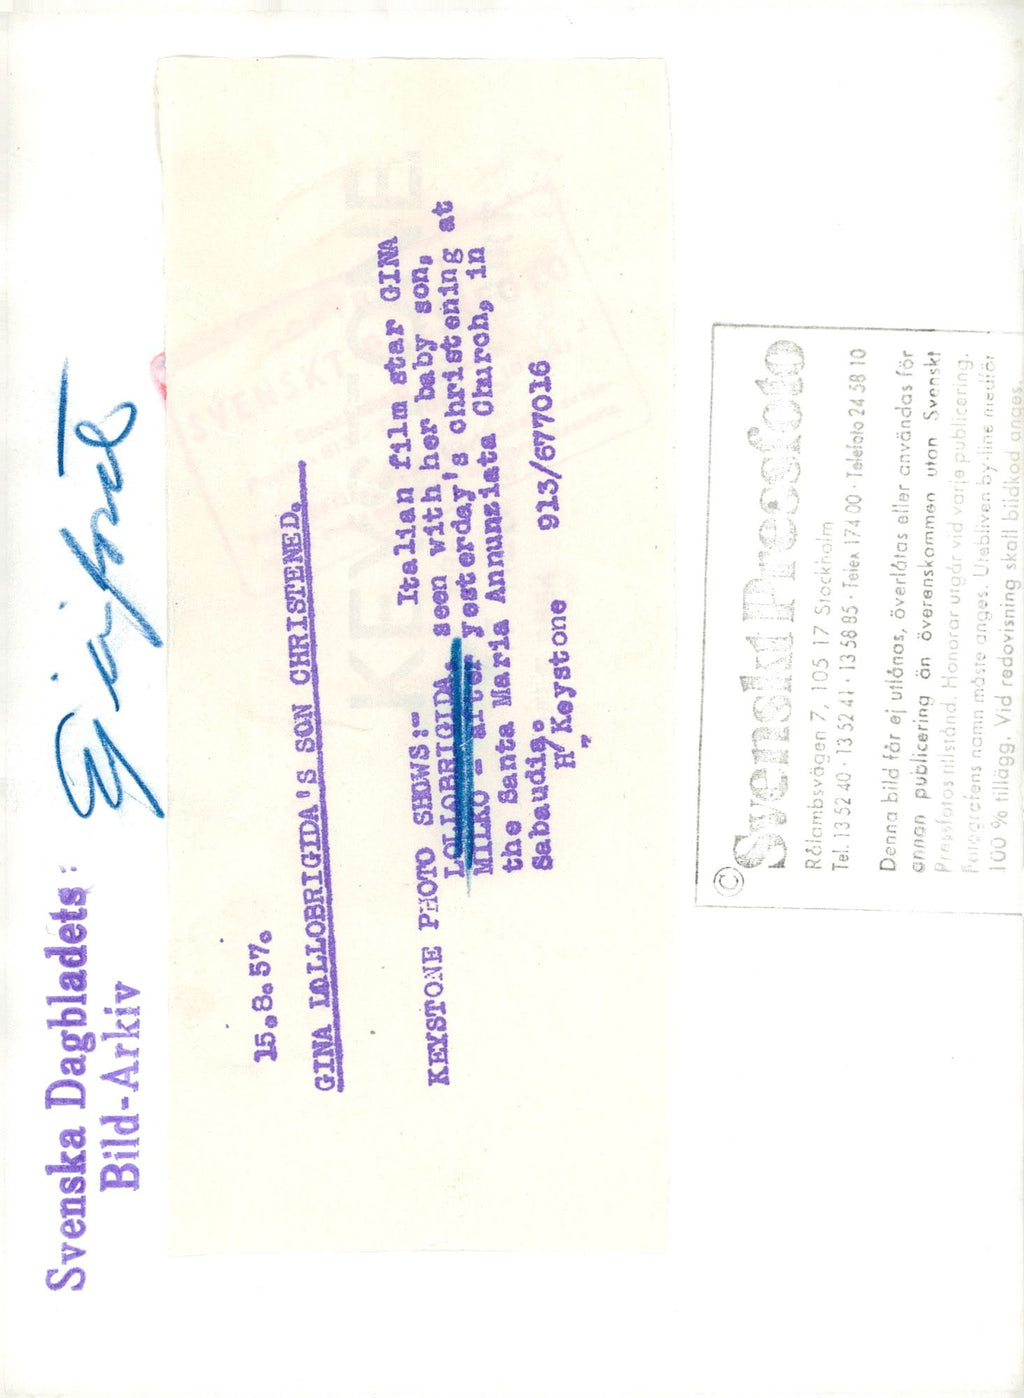 Svenska Dagbladets
Bild-Arkiv
Ej införd
15.8.57.
GINA LOLLOBRIGIDA'S SON CHRISTENED.
KEYSTONE PHOTO SHOWS:- Italian film star GINA
LOLLOBRIGIDA, seen with her baby son,
MILKO - after yesterday's christening at
the Santa Maria Annunziata Church, in
Sabaudia.
H/Keystone 913/677016
KEYSTONE
© Svenskt Pressfoto
Rålambsvägen 7, 105 17 Stockholm
Tel. 13 52 40 · 13 52 41 · 13 58 85 · Telex 174 00 · Telefoto 24 58 10
Denna bild får ej utlånas, överlåtas eller användas för
annan publicering än överenskommen utan Svenskt
Pressfotos tillstånd. Honorar utgår vid varje publicering.
Fotografens namn måste anges. Utebliven by-line medför
100 % tillägg. Vid redovisning skall bildkod anges.